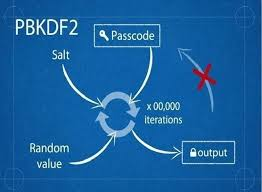 PBKDF2
Passcode
Salt
x 00,000
iterations
Random
value
output